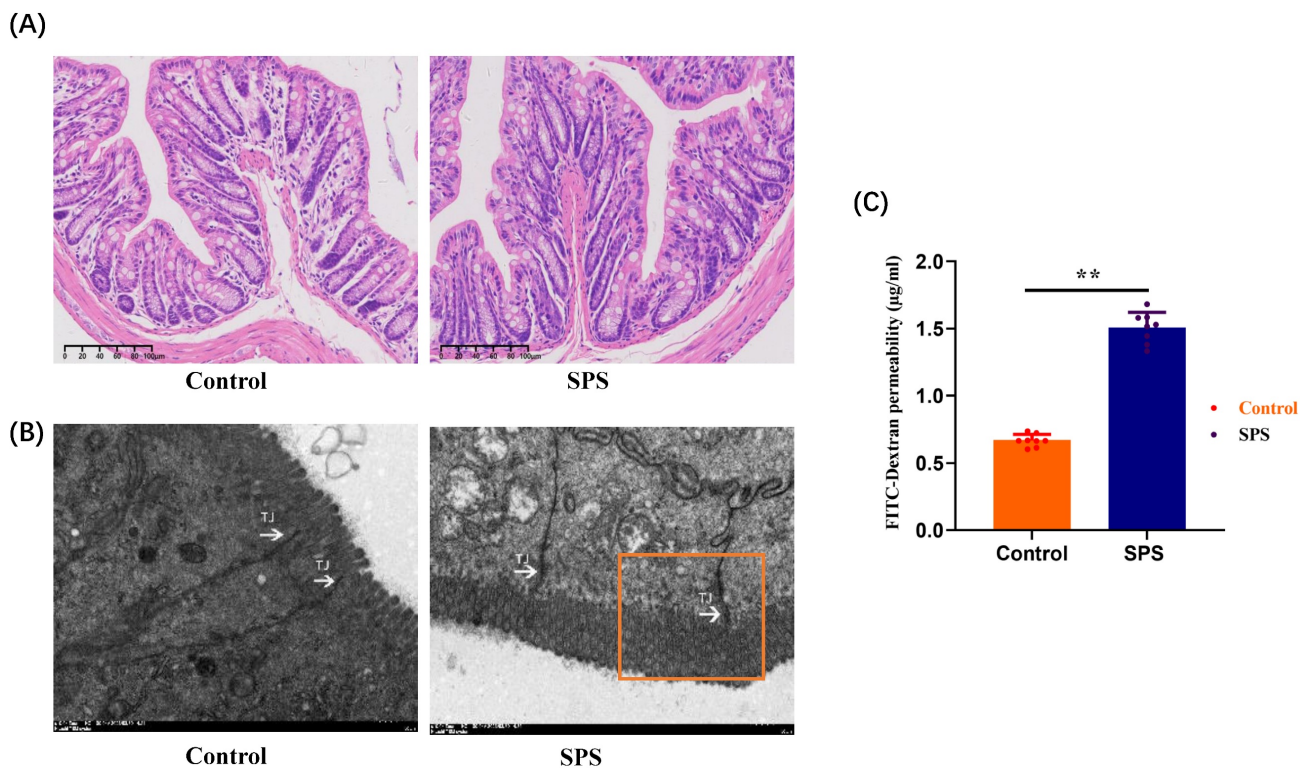 (A)
0 20 40 60 80 100μm
0 20 40 60 80 100μm
Control
SPS
(B)
TJ
TJ
TJ
TJ
Control
SPS
(C)
FITC-Dextran permeability (μg/ml)
2.0
1.5
1.0
0.5
0.0
**
Control
SPS
Control
SPS